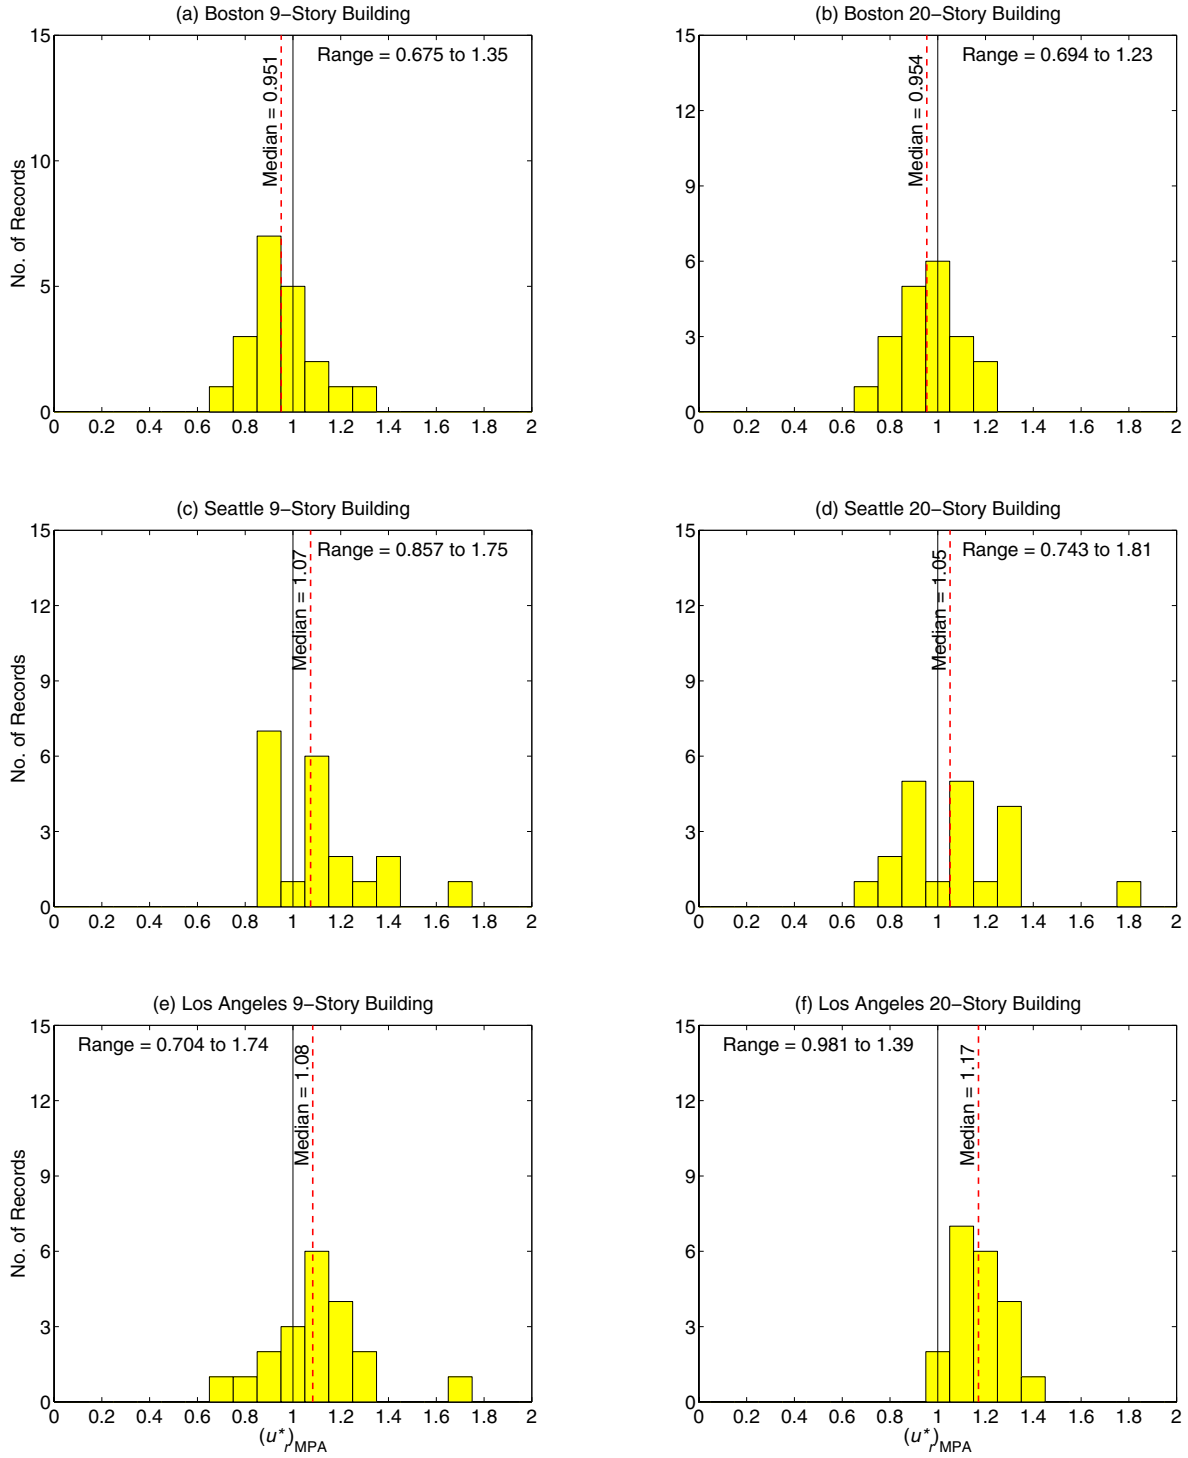 (a) Boston 9−Story Building
15
10
5
0
No. of Records
Median = 0.951
Range = 0.675 to 1.35
0 0.2 0.4 0.6 0.8 1 1.2 1.4 1.6 1.8 2
(b) Boston 20−Story Building
15
12
9
6
3
0
Median = 0.954
Range = 0.694 to 1.23
0 0.2 0.4 0.6 0.8 1 1.2 1.4 1.6 1.8 2
(c) Seattle 9−Story Building
15
12
9
6
3
0
No. of Records
Median = 1.07
Range = 0.857 to 1.75
0 0.2 0.4 0.6 0.8 1 1.2 1.4 1.6 1.8 2
(d) Seattle 20−Story Building
15
12
9
6
3
0
Median = 1.05
Range = 0.743 to 1.81
0 0.2 0.4 0.6 0.8 1 1.2 1.4 1.6 1.8 2
(e) Los Angeles 9−Story Building
15
12
9
6
3
0
No. of Records
Range = 0.704 to 1.74
Median = 1.08
0 0.2 0.4 0.6 0.8 1 1.2 1.4 1.6 1.8 2
(u*r)MPA
(f) Los Angeles 20−Story Building
15
12
9
6
3
0
Range = 0.981 to 1.39
Median = 1.17
0 0.2 0.4 0.6 0.8 1 1.2 1.4 1.6 1.8 2
(u*r)MPA